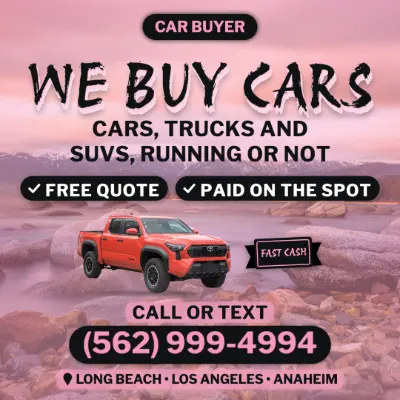 CAR BUYER
WE BUY CARS
CARS, TRUCKS AND
SUVS, RUNNING OR NOT
✓ FREE QUOTE ✓ PAID ON THE SPOT
FAST CASH
CALL OR TEXT
(562) 999-4994
LONG BEACH • LOS ANGELES • ANAHEIM